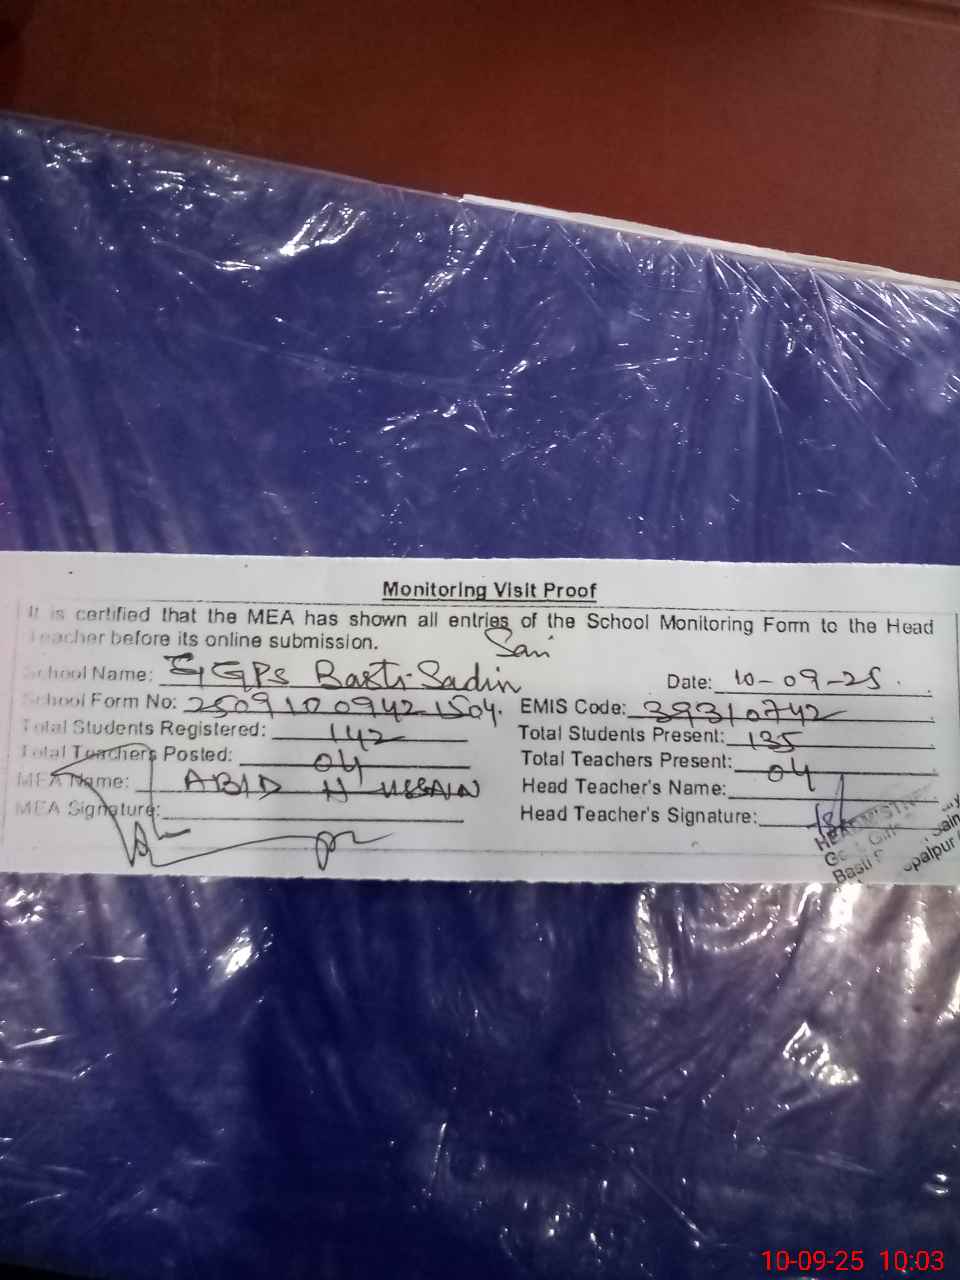 Monitoring Visit Proof
It is certified that the MEA has shown all entries of the School Monitoring Form to the Head
Teacher before its online submission.
Sain
School Name: GGPS Basti Sadin Date: 10-09-25.
School Form No: 25091009421504. EMIS Code: 39310742
Total Students Registered: 142 Total Students Present: 135
Total Teachers Posted: 04 Total Teachers Present: 04
MEA Name: ABID HUSSAIN Head Teacher's Name:
MEA Signature: Head Teacher's Signature:
Basti
10-09-25 10:03